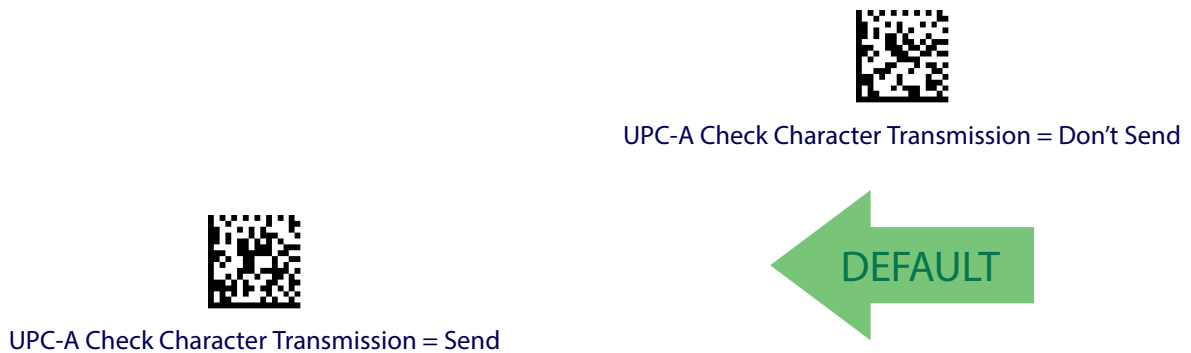 UPC-A Check Character Transmission = Don’t Send
DEFAULT
UPC-A Check Character Transmission = Send